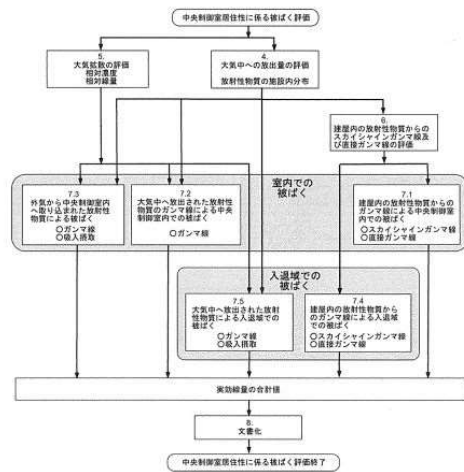 中央制御室居住性に係る被ばく評価
5.
大気拡散の評価
相対濃度
相対線量
4.
大気中への放出量の評価
放射性物質の施設内分布
6.
建屋内の放射性物質からの
スカイシャインガンマ線及
び直接ガンマ線の評価
室内での
被ばく
7.3
外気から中央制御室内
へ取り込まれた放射性
物質による被ばく
○ガンマ線
○吸入摂取
7.2
大気中へ放出された放射
性物質のガンマ線による中
央制御室内での被ばく
○ガンマ線
7.1
建屋内の放射性物質からの
ガンマ線による中央制御室
内での被ばく
○スカイシャインガンマ線
○直接ガンマ線
入退域での
被ばく
7.5
大気中へ放出された放射
性物質による入退域での
被ばく
○ガンマ線
○吸入摂取
7.4
建屋内の放射性物質から
のガンマ線による入退域
での被ばく
○スカイシャインガンマ線
○直接ガンマ線
実効線量の合計値
8.
文書化
中央制御室居住性に係る被ばく評価終了